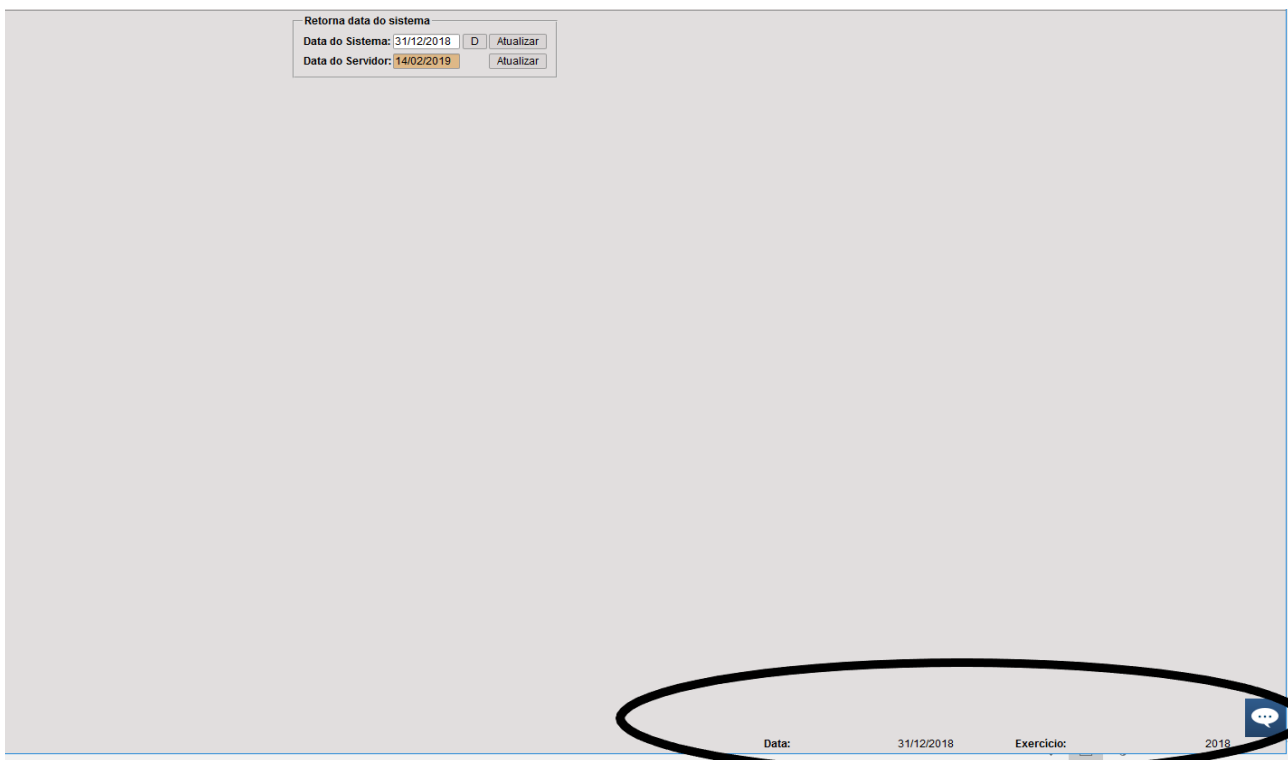 Retorna data do sistema
Data do Sistema: 31/12/2018 D Atualizar
Data do Servidor: 14/02/2019 Atualizar
Data: 31/12/2018 Exercício: 2018